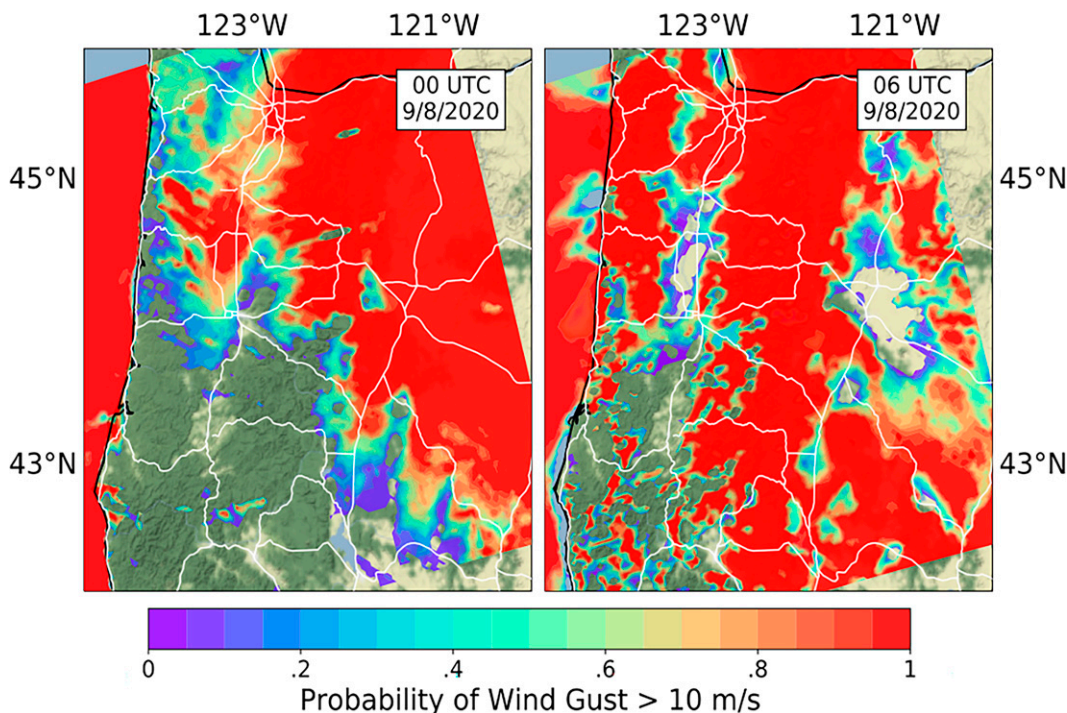 123°W 121°W 123°W 121°W
00 UTC
9/8/2020
06 UTC
9/8/2020
45°N 45°N
43°N 43°N
0 .2 .4 .6 .8 1
Probability of Wind Gust > 10 m/s